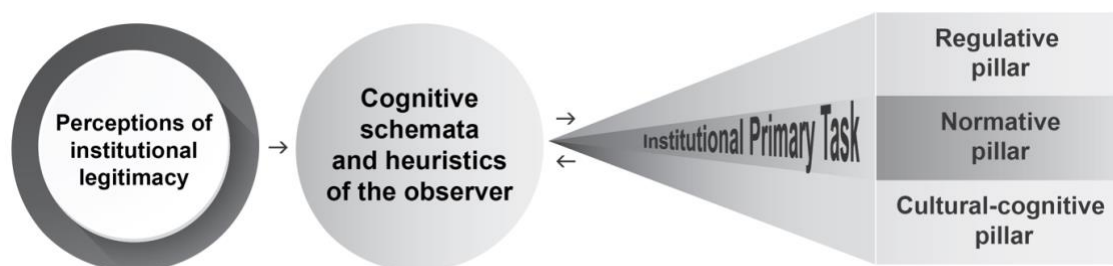 Perceptions of
institutional
legitimacy
Cognitive
schemata
and heuristics
of the observer
Institutional Primary Task
Regulative
pillar
Normative
pillar
Cultural-cognitive
pillar